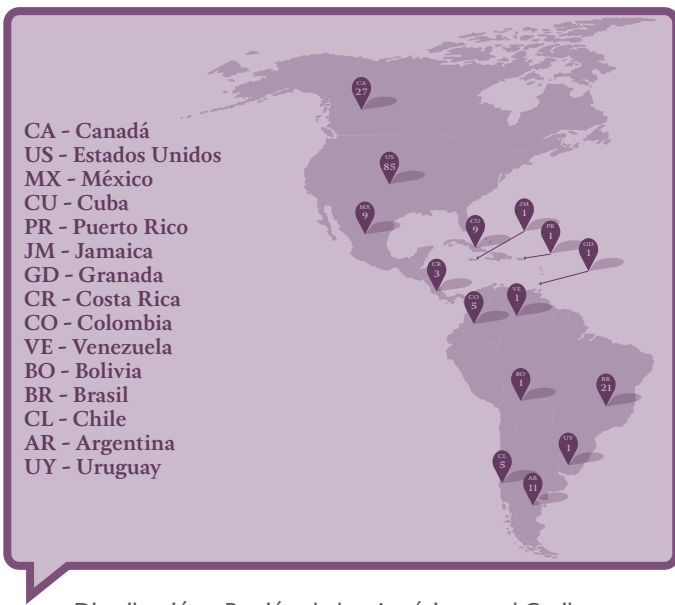 CA - Canadá
US - Estados Unidos
MX - México
CU - Cuba
PR - Puerto Rico
JM - Jamaica
GD - Granada
CR - Costa Rica
CO - Colombia
VE - Venezuela
BO - Bolivia
BR - Brasil
CL - Chile
AR - Argentina
UY - Uruguay
CA
27
US
85
MX
9
CU
9
JM
1
PR
1
GD
1
CR
3
CO
5
VE
1
BO
1
BR
21
UY
1
CL
5
AR
11